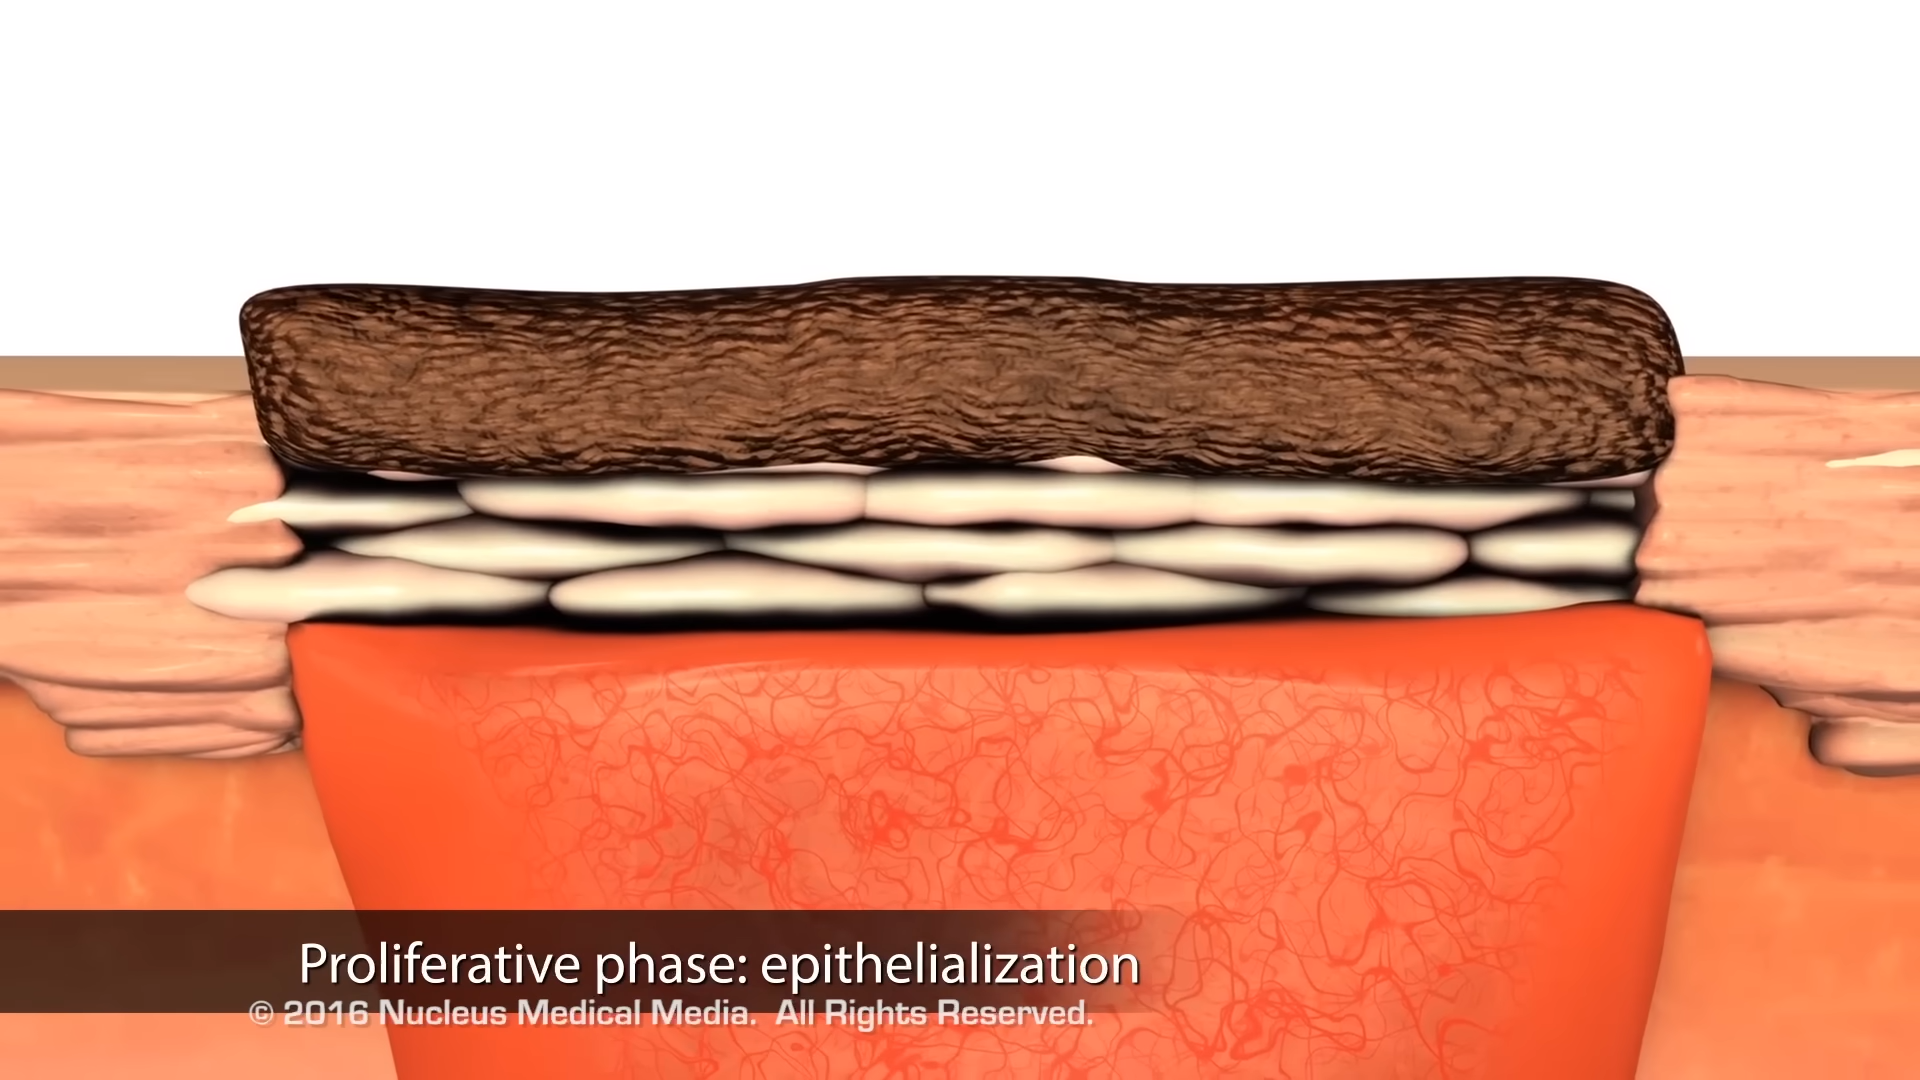 Proliferative phase: epithelialization
© 2016 Nucleus Medical Media. All Rights Reserved.